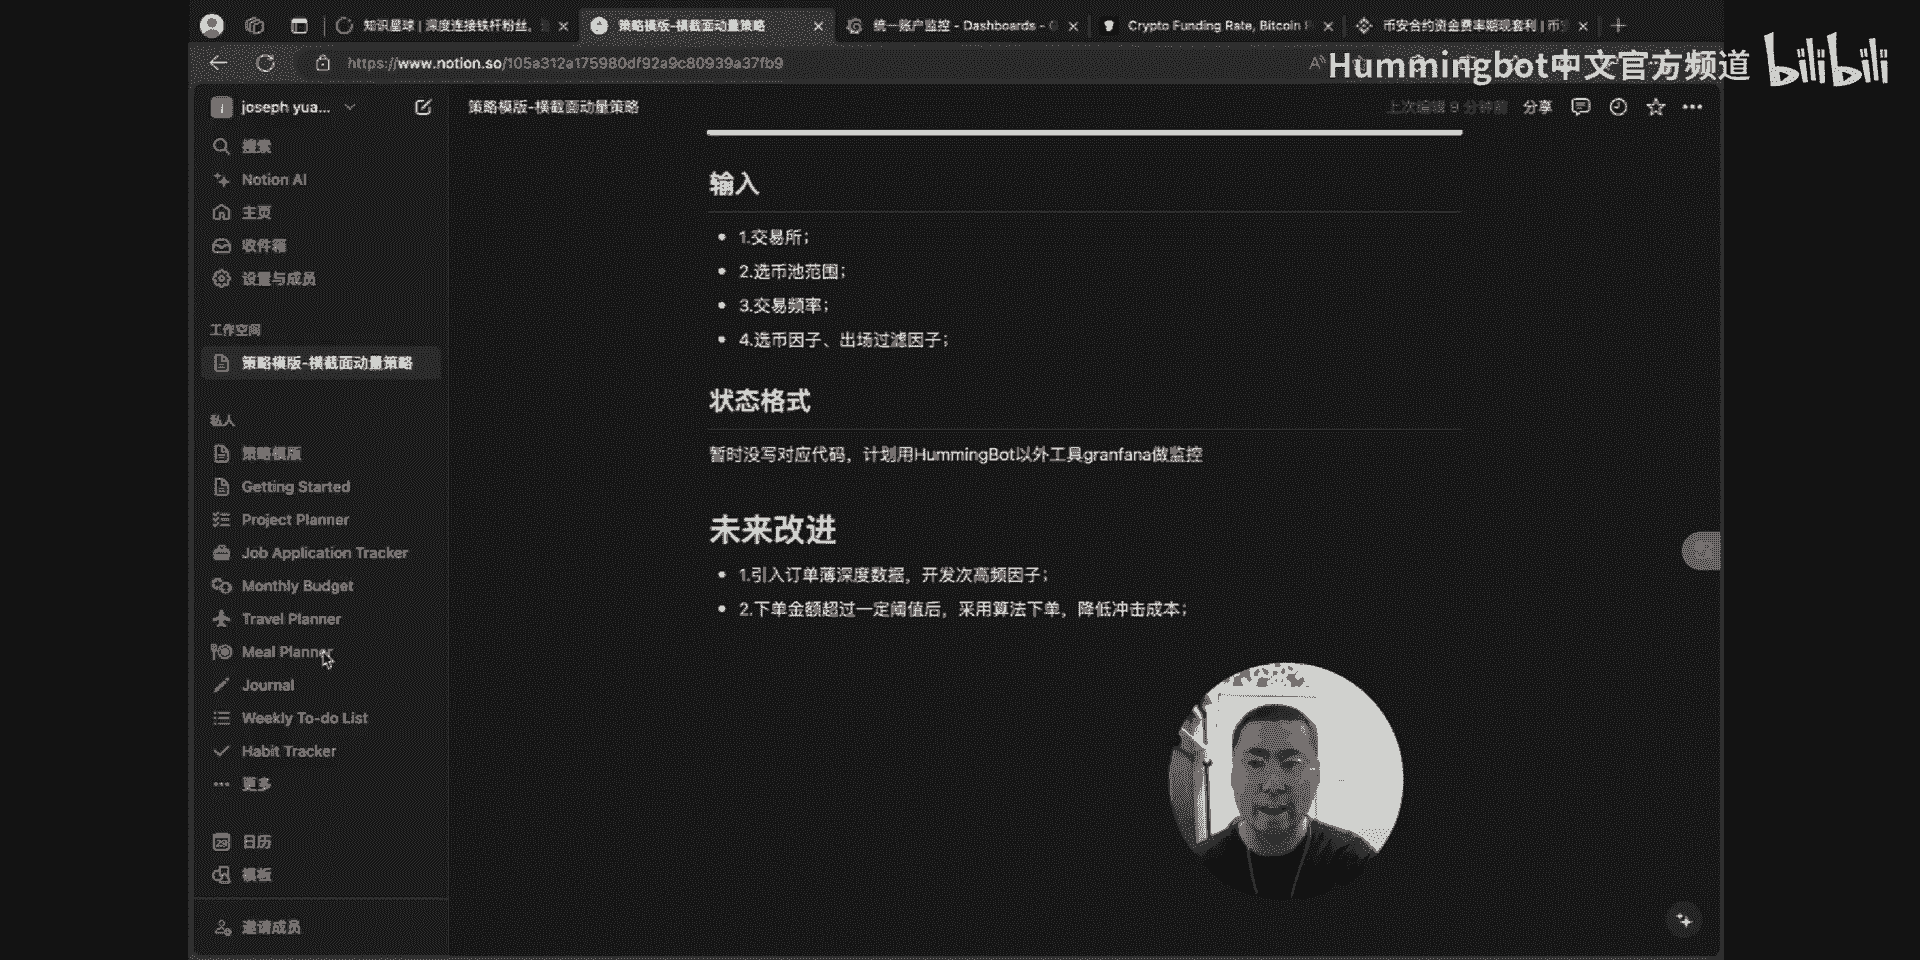 知识星球 | 深度连接铁杆粉丝,
策略模版-横截面动量策略
统一账户监控 - Dashboards - G
Crypto Funding Rate, Bitcoin F
币安合约资金费率期现套利 | 币安
https://www.notion.so/105a312a175980df92a9c80939a37fb9
Hummingbot中文官方频道 bilibili
joseph yua...
策略模版-横截面动量策略
上次编辑 9 分钟前
分享
搜索
Notion AI
主页
收件箱
设置与成员
工作空间
策略模版-横截面动量策略
私人
策略模版
Getting Started
Project Planner
Job Application Tracker
Monthly Budget
Travel Planner
Meal Planner
Journal
Weekly To-do List
Habit Tracker
更多
日历
模板
邀请成员
输入
1.交易所;
2.选币池范围;
3.交易频率;
4.选币因子、出场过滤因子;
状态格式
暂时没写对应代码，计划用HummingBot以外工具granfana做监控
未来改进
1.引入订单薄深度数据，开发次高频因子;
2.下单金额超过一定阈值后，采用算法下单，降低冲击成本;